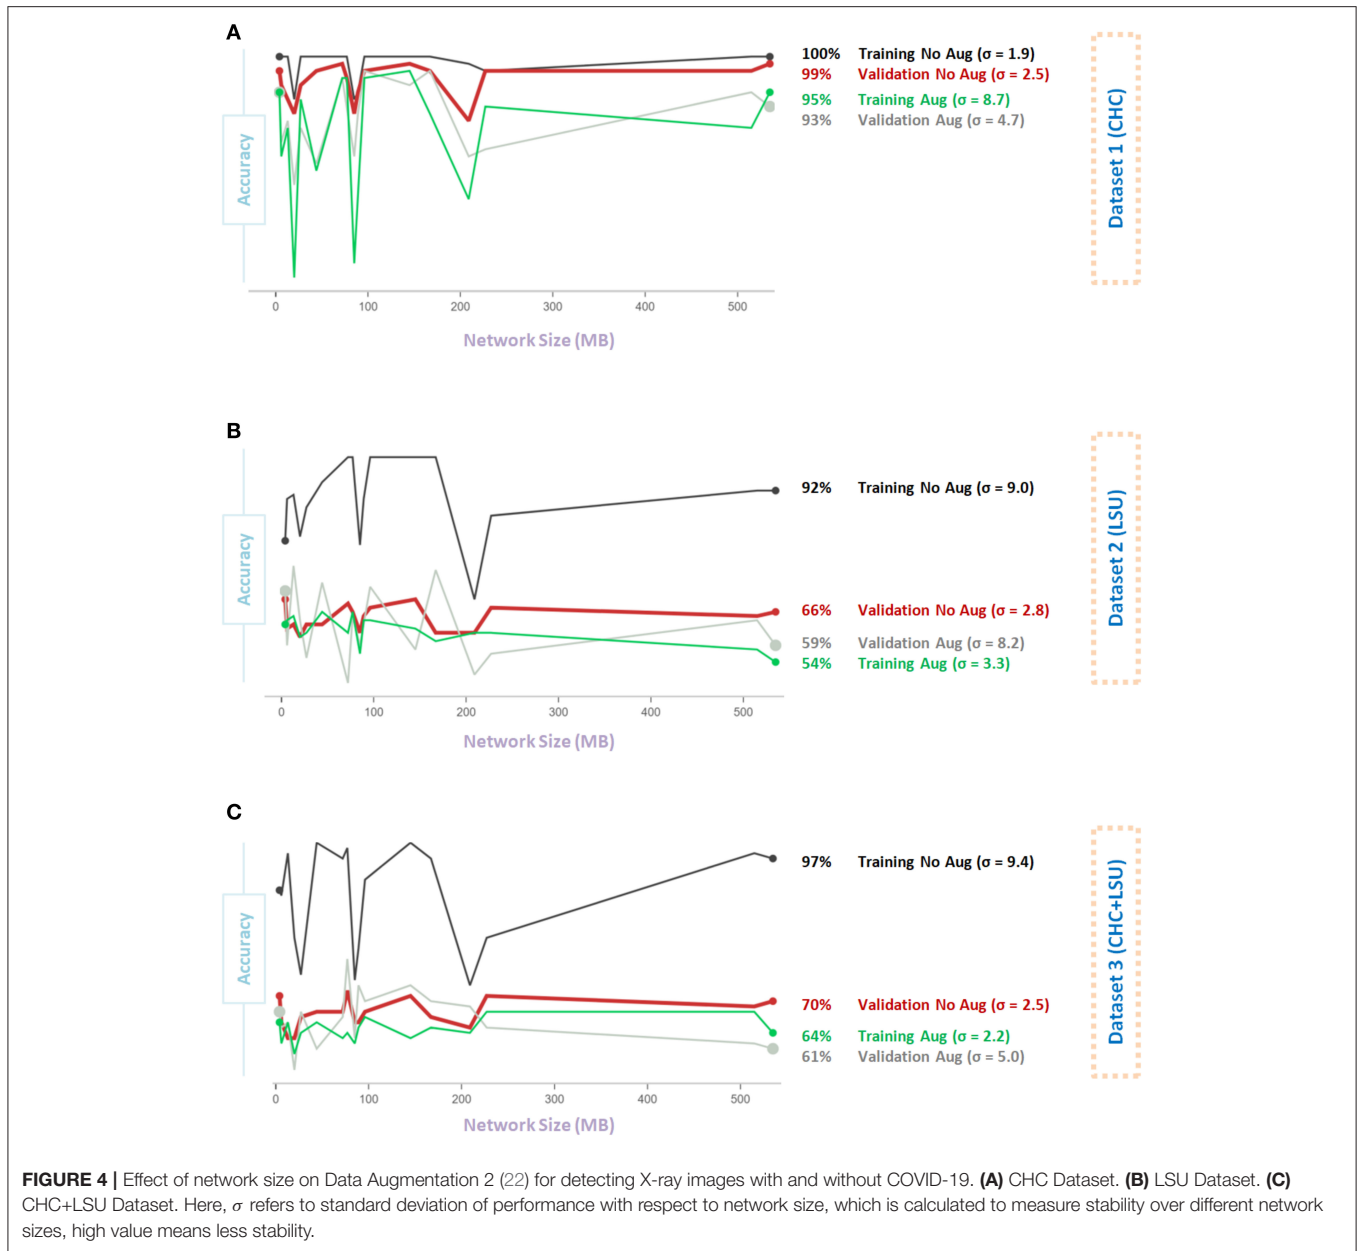 A
Accuracy
100% Training No Aug (σ = 1.9)
99% Validation No Aug (σ = 2.5)
95% Training Aug (σ = 8.7)
93% Validation Aug (σ = 4.7)
Dataset 1 (CHC)
0 100 200 300 400 500
Network Size (MB)
B
Accuracy
92% Training No Aug (σ = 9.0)
66% Validation No Aug (σ = 2.8)
59% Validation Aug (σ = 8.2)
54% Training Aug (σ = 3.3)
Dataset 2 (LSU)
0 100 200 300 400 500
Network Size (MB)
C
Accuracy
97% Training No Aug (σ = 9.4)
70% Validation No Aug (σ = 2.5)
64% Training Aug (σ = 2.2)
61% Validation Aug (σ = 5.0)
Dataset 3 (CHC+LSU)
0 100 200 300 400 500
Network Size (MB)
FIGURE 4 | Effect of network size on Data Augmentation 2 (22) for detecting X-ray images with and without COVID-19. (A) CHC Dataset. (B) LSU Dataset. (C)
CHC+LSU Dataset. Here, σ refers to standard deviation of performance with respect to network size, which is calculated to measure stability over different network
sizes, high value means less stability.